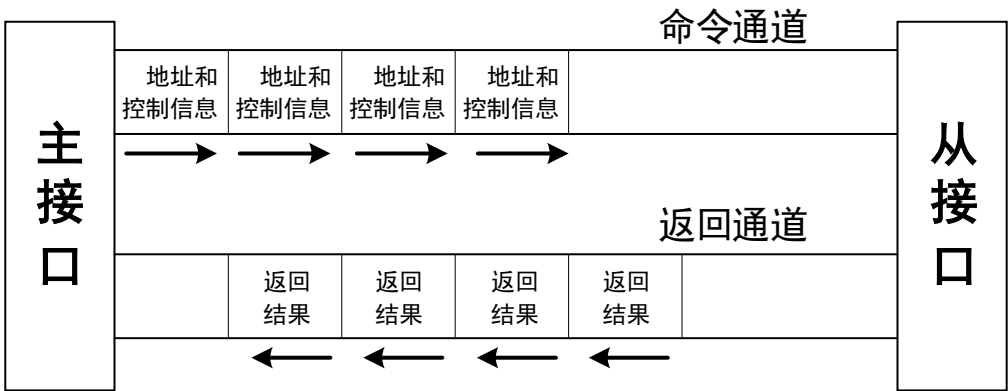 主接口
命令通道
地址和 地址和 地址和 地址和
控制信息 控制信息 控制信息 控制信息
返回通道
返回 返回 返回 返回
结果 结果 结果 结果
从接口